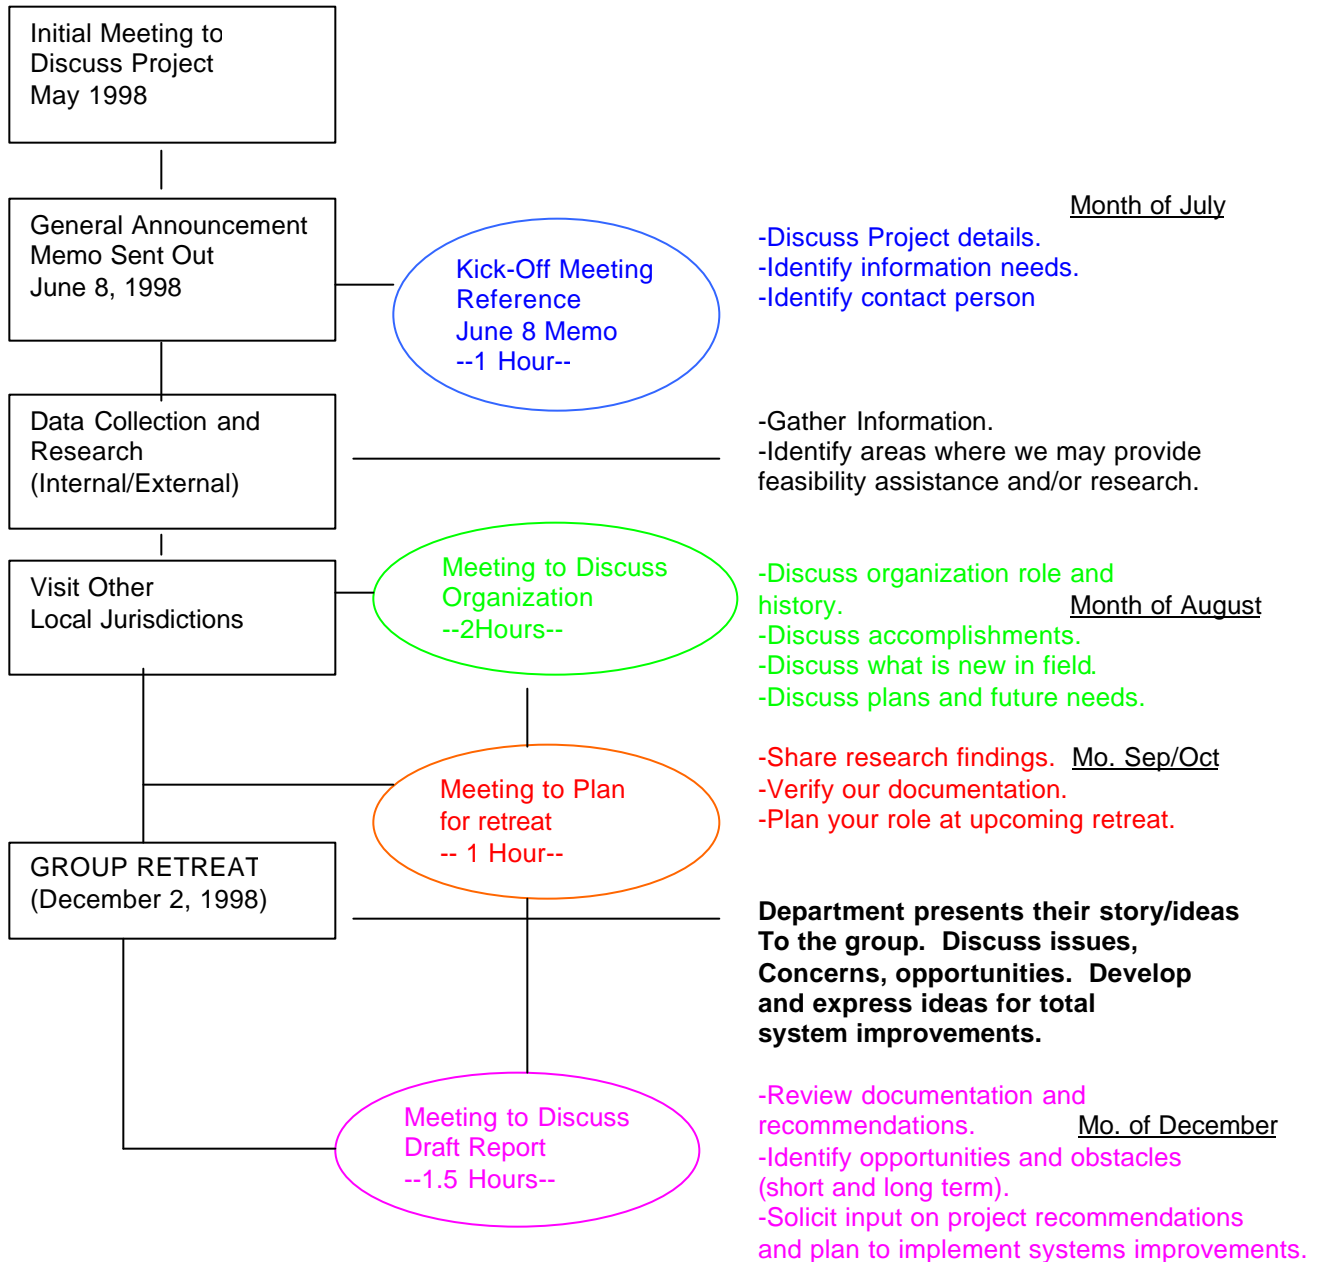 Initial Meeting to
Discuss Project
May 1998
General Announcement
Memo Sent Out
June 8, 1998
Kick-Off Meeting
Reference
June 8 Memo
--1 Hour--
Month of July
-Discuss Project details.
-Identify information needs.
-Identify contact person
Data Collection and
Research
(Internal/External)
-Gather Information.
-Identify areas where we may provide
feasibility assistance and/or research.
Visit Other
Local Jurisdictions
Meeting to Discuss
Organization
--2Hours--
-Discuss organization role and
history. Month of August
-Discuss accomplishments.
-Discuss what is new in field.
-Discuss plans and future needs.
Meeting to Plan
for retreat
-- 1 Hour--
-Share research findings. Mo. Sep/Oct
-Verify our documentation.
-Plan your role at upcoming retreat.
GROUP RETREAT
(December 2, 1998)
Department presents their story/ideas
To the group. Discuss issues,
Concerns, opportunities. Develop
and express ideas for total
system improvements.
Meeting to Discuss
Draft Report
--1.5 Hours--
-Review documentation and
recommendations. Mo. of December
-Identify opportunities and obstacles
(short and long term).
-Solicit input on project recommendations
and plan to implement systems improvements.